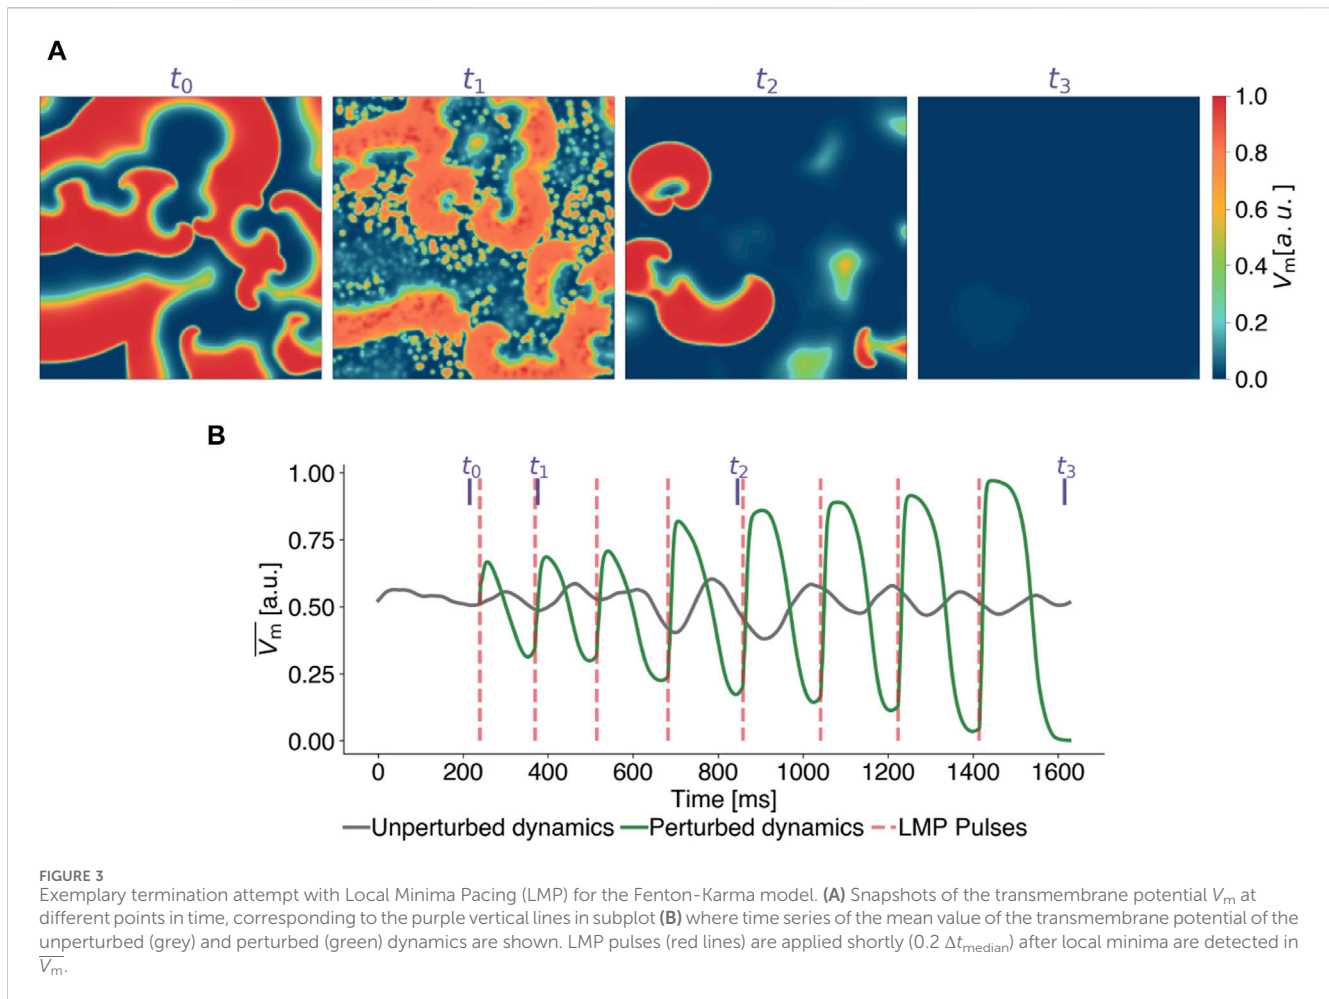 A
t0 t1 t2 t3
1.0
0.8
0.6
0.4
0.2
0.0
Vm[a.u.]
B
t0 t1 t2 t3
1.00
0.75
0.50
0.25
0.00
Vm [a.u.]
0 200 400 600 800 1000 1200 1400 1600
Time [ms]
Unperturbed dynamics Perturbed dynamics LMP Pulses
FIGURE 3
Exemplary termination attempt with Local Minima Pacing (LMP) for the Fenton-Karma model. (A) Snapshots of the transmembrane potential Vm at
different points in time, corresponding to the purple vertical lines in subplot (B) where time series of the mean value of the transmembrane potential of the
unperturbed (grey) and perturbed (green) dynamics are shown. LMP pulses (red lines) are applied shortly (0.2 Δtmedian) after local minima are detected in
Vm.